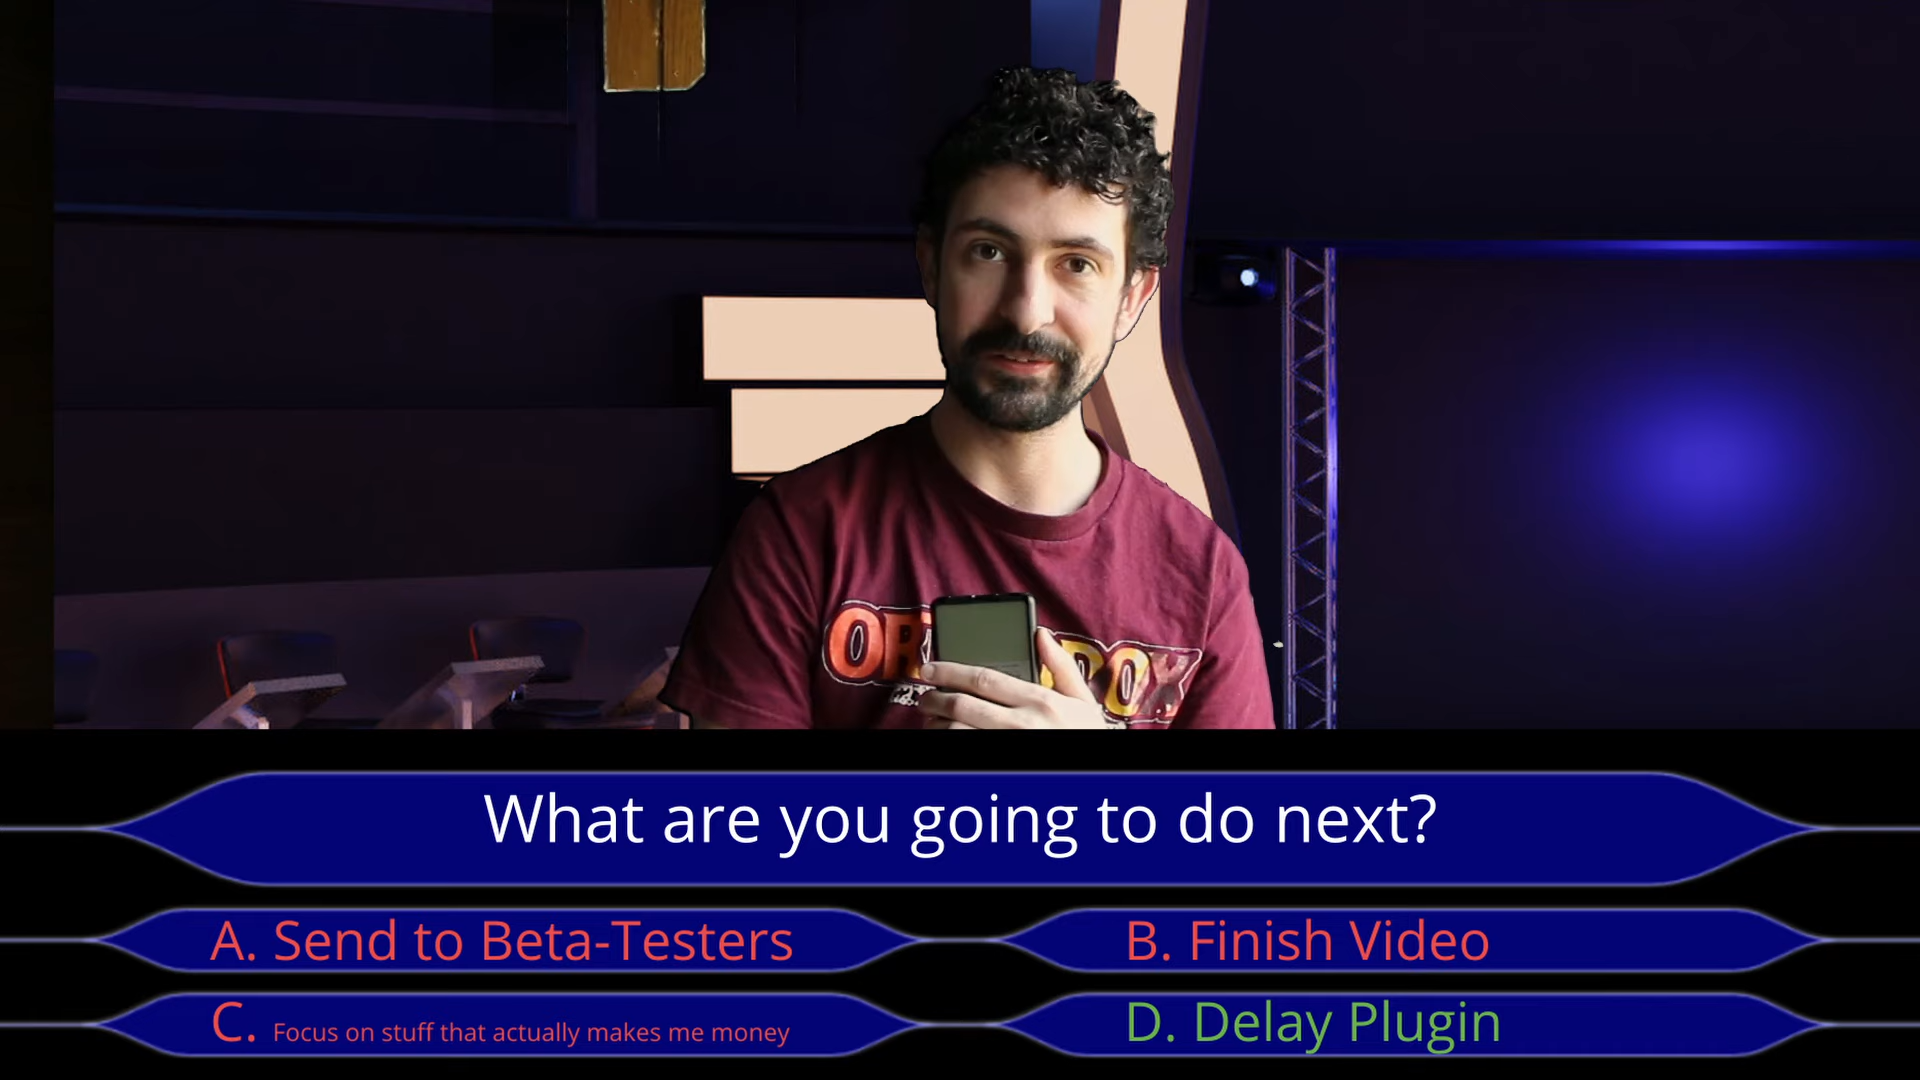 What are you going to do next?
A. Send to Beta-Testers
B. Finish Video
C. Focus on stuff that actually makes me money
D. Delay Plugin